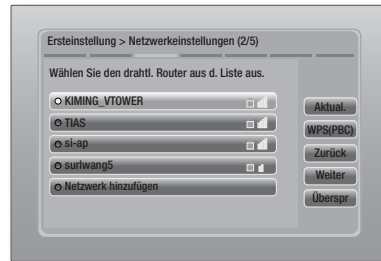 Ersteinstellung > Netzwerkeinstellungen (2/5)
Wählen Sie den drahtl. Router aus d. Liste aus.
KIMING_VTOWER
TIAS
si-ap
surlwang5
Netzwerk hinzufügen
Aktual.
WPS(PBC)
Zurück
Weiter
Überspr